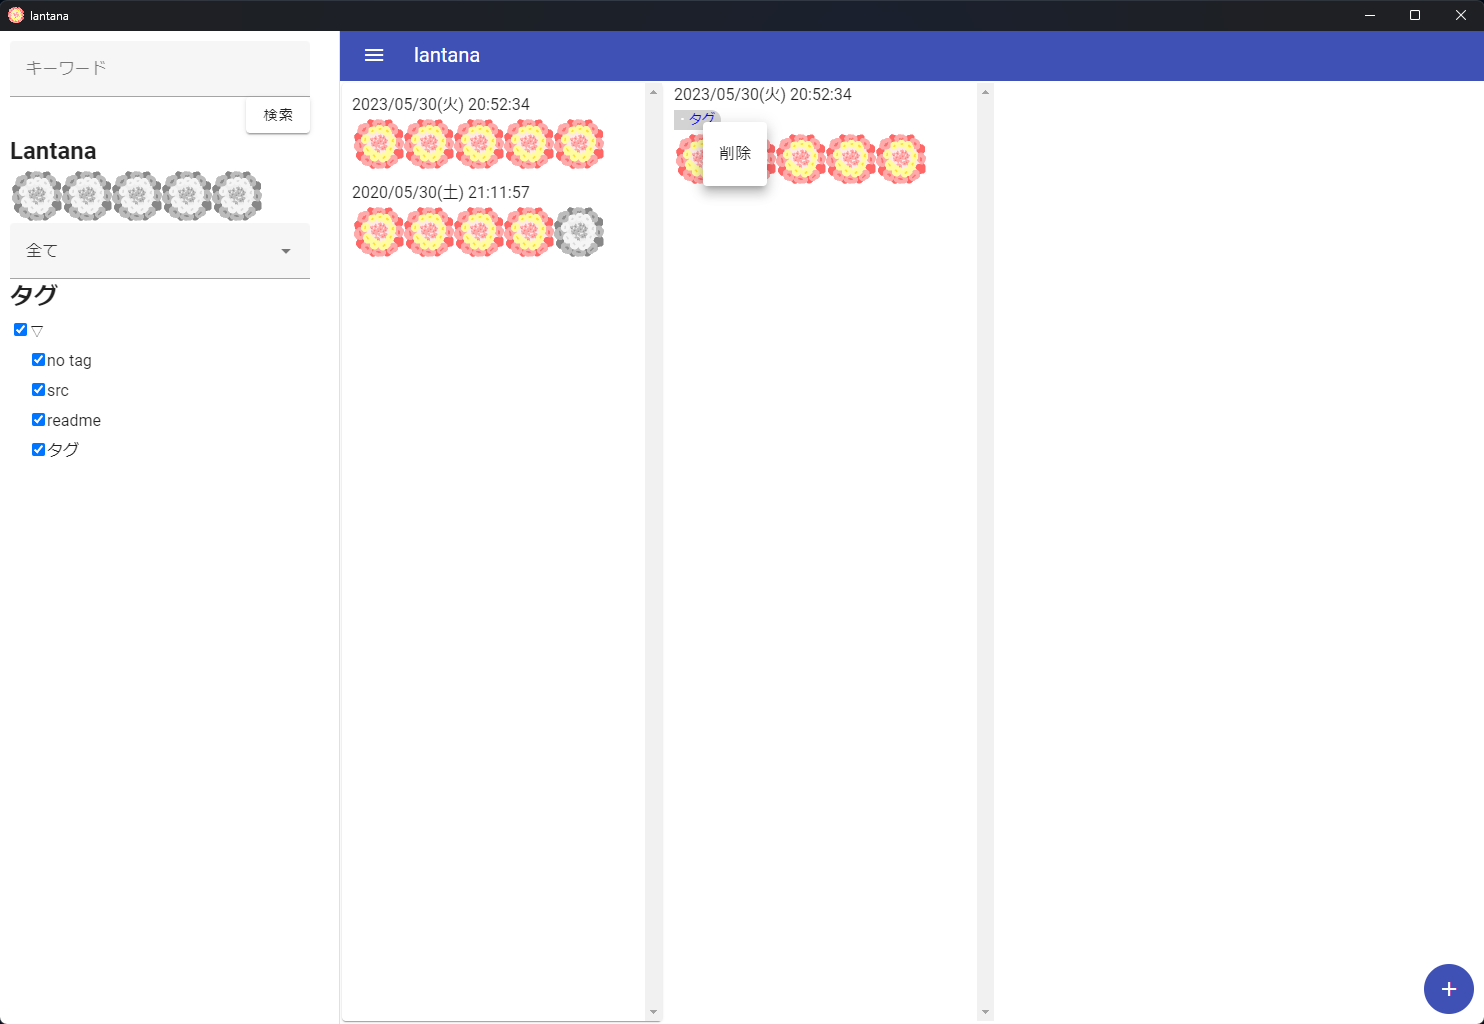 lantana
キーワード
検索
Lantana
全て
タグ
▽
no tag
src
readme
タグ
lantana
2023/05/30(火) 20:52:34
2020/05/30(土) 21:11:57
2023/05/30(火) 20:52:34
タグ
削除